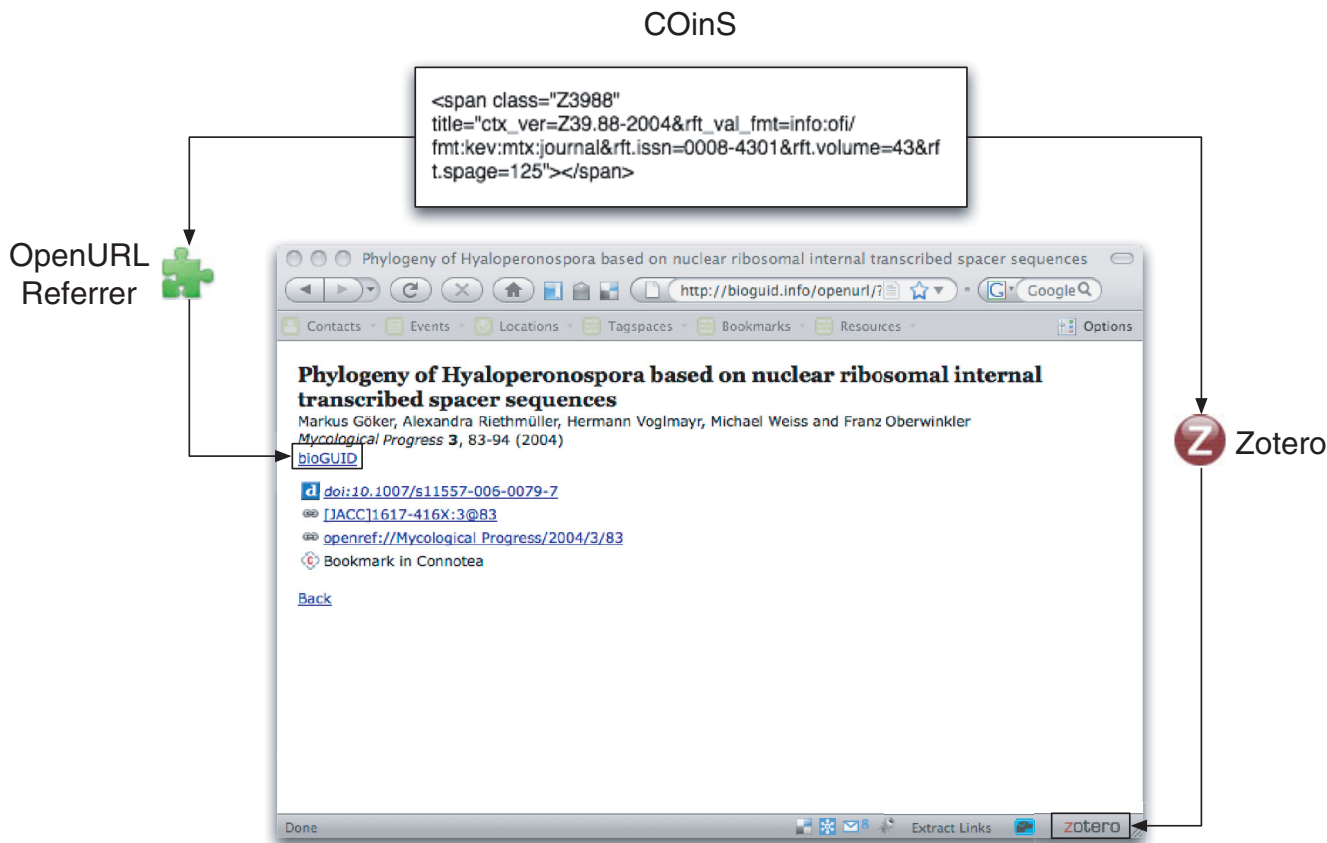 COinS
<span class="Z3988"
title="ctx_ver=Z39.88-2004&rft_val_fmt=info:ofi/
fmt:kev:mtx:journal&rft.issn=0008-4301&rft.volume=43&rf
t.spage=125"></span>
OpenURL
Referrer
Phylogeny of Hyaloperonospora based on nuclear ribosomal internal transcribed spacer sequences
http://bioguid.info/openurl/?
G
Google
Contacts Events Locations Tagspaces Bookmarks Resources Options
Phylogeny of Hyaloperonospora based on nuclear ribosomal internal
transcribed spacer sequences
Markus Göker, Alexandra Riethmüller, Hermann Voglmayr, Michael Weiss and Franz Oberwinkler
Mycological Progress 3, 83-94 (2004)
bioGUID
d doi:10.1007/s11557-006-0079-7
[JACC]1617-416X:3@83
openref://Mycological Progress/2004/3/83
C Bookmark in Connotea
Back
Z Zotero
Done 8 Extract Links zotero